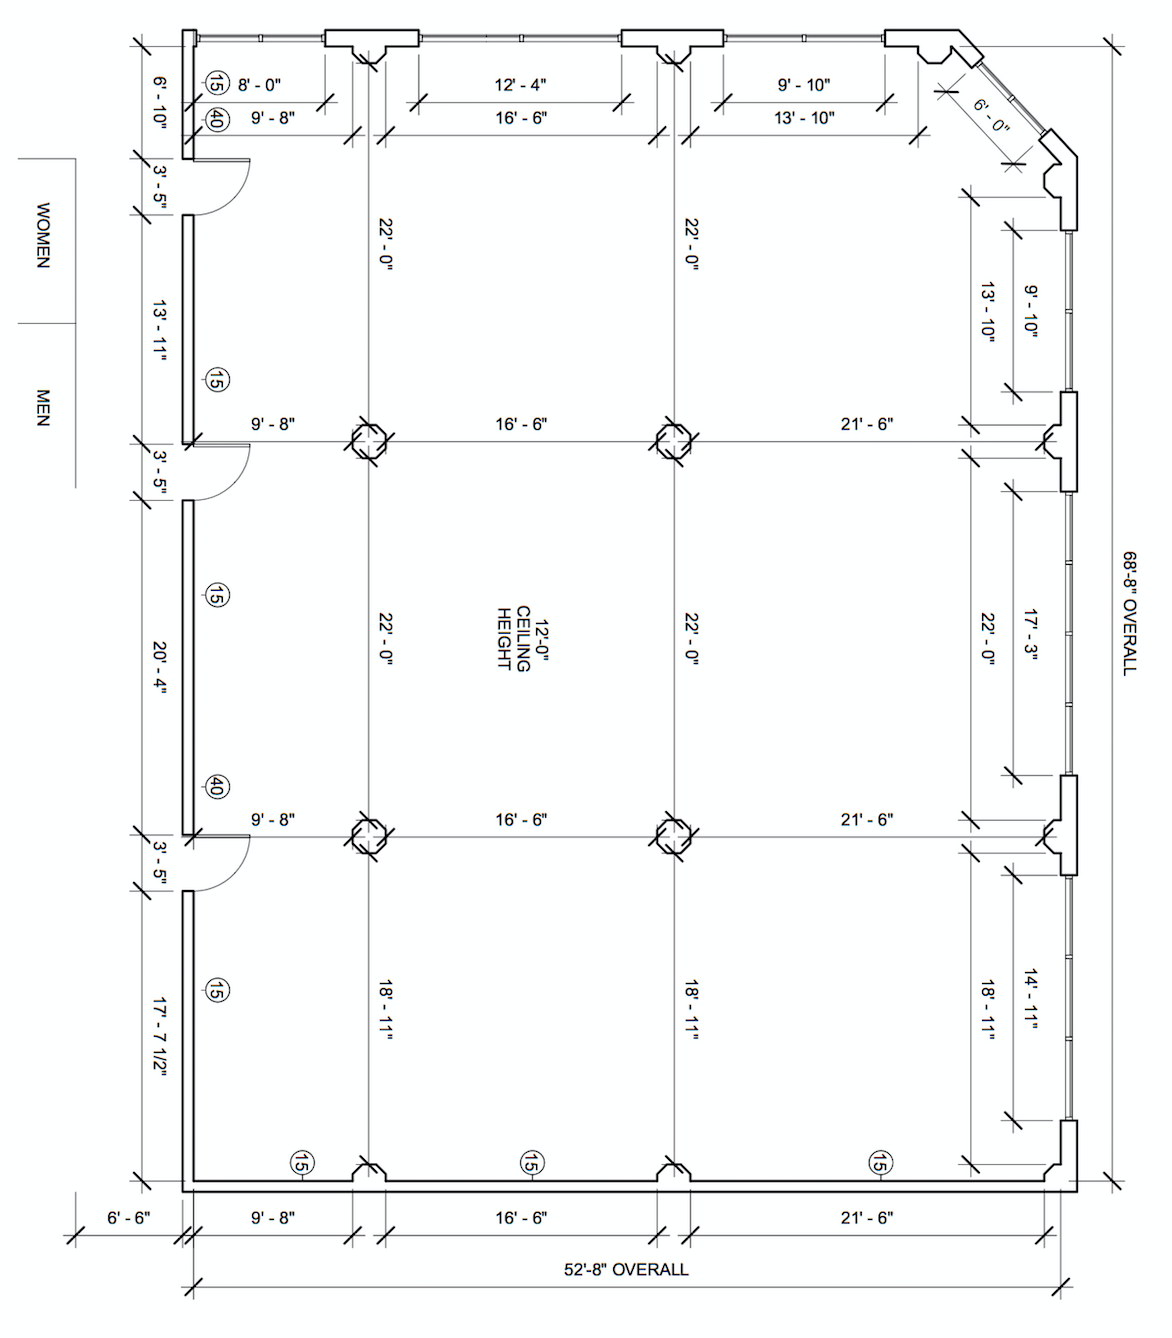 15
8' - 0"
12' - 4"
9' - 10"
6' - 0"
6' - 10"
40
9' - 8"
16' - 6"
13' - 10"
3' - 5"
WOMEN
22' - 0"
22' - 0"
13' - 11"
13' - 10"
9' - 10"
15
MEN
9' - 8"
16' - 6"
21' - 6"
3' - 5"
15
68'-8" OVERALL
12'-0"
CEILING
HEIGHT
20' - 4"
22' - 0"
22' - 0"
22' - 0"
17' - 3"
40
9' - 8"
16' - 6"
21' - 6"
3' - 5"
15
17' - 7 1/2"
18' - 11"
18' - 11"
18' - 11"
14' - 11"
15
15
15
6' - 6"
9' - 8"
16' - 6"
21' - 6"
52'-8" OVERALL